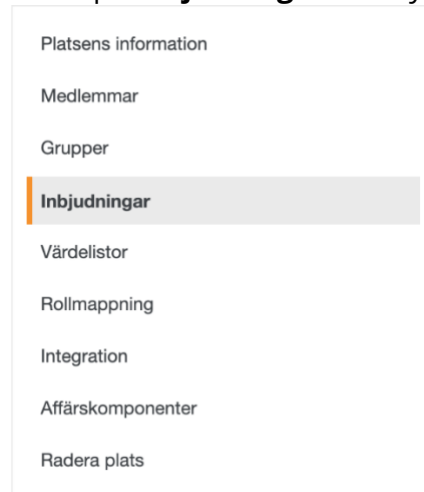 Platsens information
Medlemmar
Grupper
Inbjudningar
Värdelistor
Rollmappning
Integration
Affärskomponenter
Radera plats